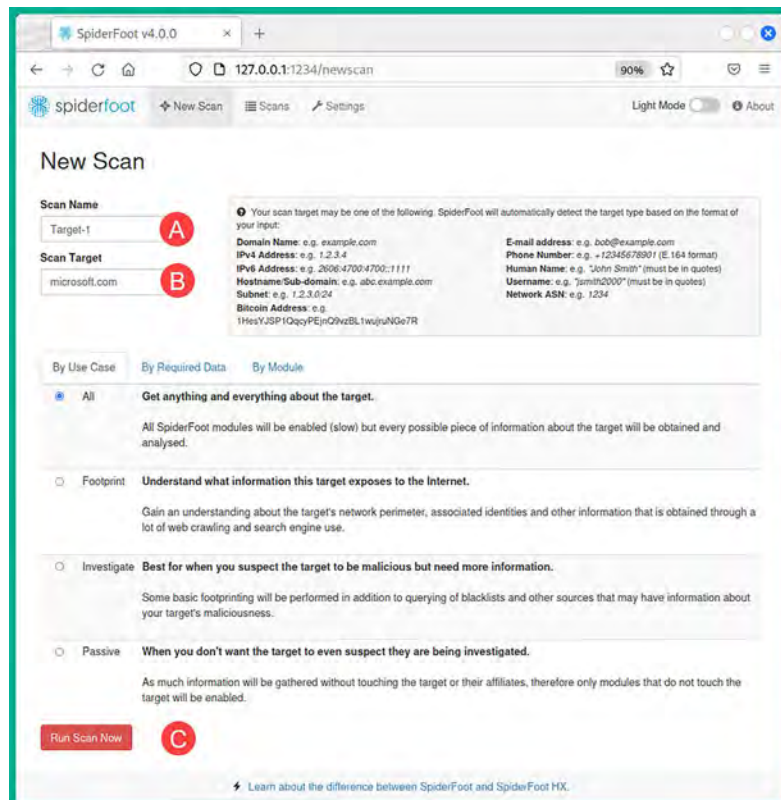 SpiderFoot v4.0.0
127.0.0.1:1234/newscan
90%
spiderfoot
New Scan
Scans
Settings
Light Mode
About
New Scan
Scan Name
Target-1
A
Scan Target
microsoft.com
B
Your scan target may be one of the following. SpiderFoot will automatically detect the target type based on the format of
your input:
Domain Name: e.g. example.com
IPv4 Address: e.g. 1.2.3.4
IPv6 Address: e.g. 2606:4700:4700::1111
Hostname/Sub-domain: e.g. abc.example.com
Subnet: e.g. 1.2.3.0/24
Bitcoin Address: e.g.
1HesYJSP1QqcyPEjnQ9vzBL1wujruNGe7R
E-mail address: e.g. bob@example.com
Phone Number: e.g. +12345678901 (E.164 format)
Human Name: e.g. "John Smith" (must be in quotes)
Username: e.g. "jsmith2000" (must be in quotes)
Network ASN: e.g. 1234
By Use Case
By Required Data
By Module
All
Get anything and everything about the target.
All SpiderFoot modules will be enabled (slow) but every possible piece of information about the target will be obtained and
analysed.
Footprint
Understand what information this target exposes to the Internet.
Gain an understanding about the target's network perimeter, associated identities and other information that is obtained through a
lot of web crawling and search engine use.
Investigate
Best for when you suspect the target to be malicious but need more information.
Some basic footprinting will be performed in addition to querying of blacklists and other sources that may have information about
your target's maliciousness.
Passive
When you don't want the target to even suspect they are being investigated.
As much information will be gathered without touching the target or their affiliates, therefore only modules that do not touch the
target will be enabled.
Run Scan Now
C
Learn about the difference between SpiderFoot and SpiderFoot HX.